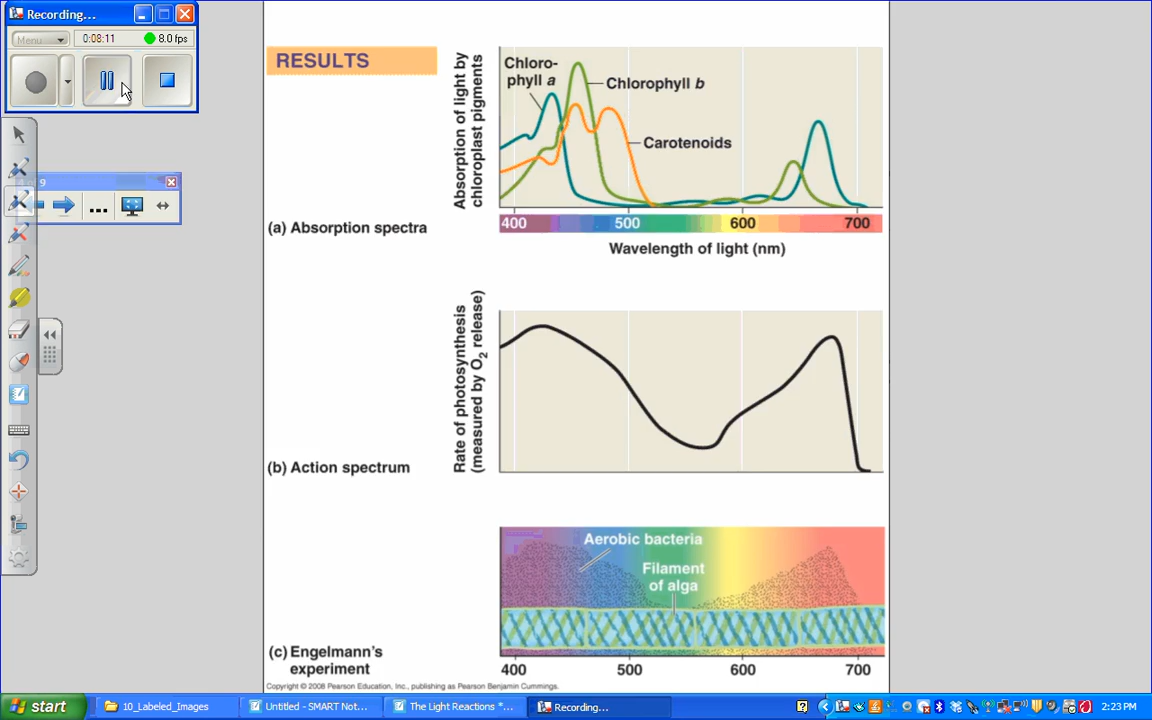 Recording...
Menu
0:08:11
8.0 fps
9
...
RESULTS
Absorption of light by
chloroplast pigments
Chloro-
phyll a
Chlorophyll b
Carotenoids
400 500 600 700
(a) Absorption spectra
Wavelength of light (nm)
Rate of photosynthesis
(measured by O2 release)
(b) Action spectrum
Aerobic bacteria
Filament
of alga
(c) Engelmann's
experiment
400 500 600 700
Copyright © 2008 Pearson Education, Inc., publishing as Pearson Benjamin Cummings.
start
10_Labeled_Images
Untitled - SMART Not...
The Light Reactions *...
Recording...
2:23 PM